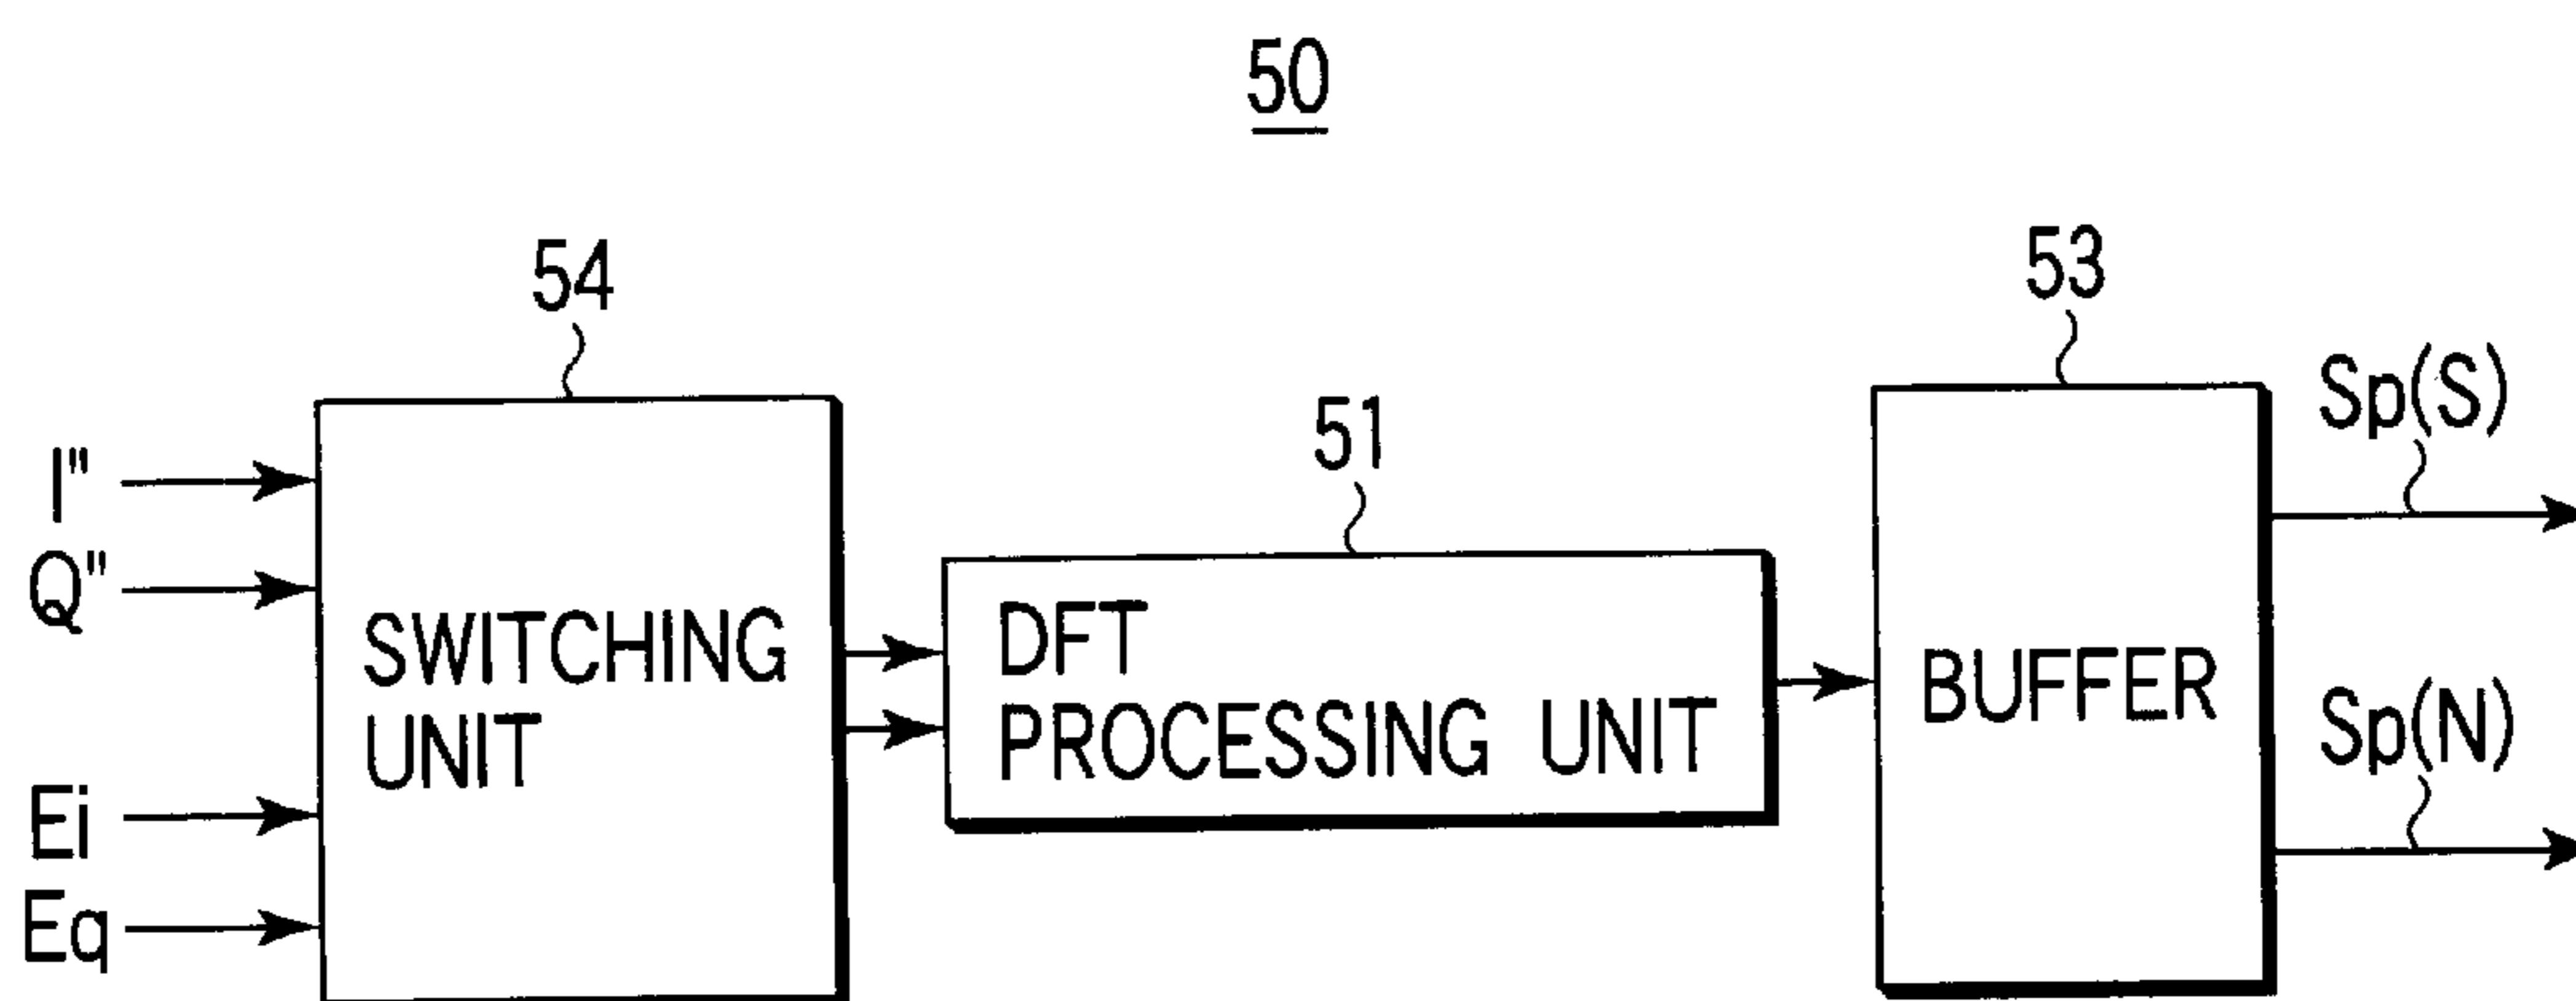 50
54
51
53
I"
Q"
Ei
Eq
SWITCHING
UNIT
DFT
PROCESSING UNIT
BUFFER
Sp(S)
Sp(N)